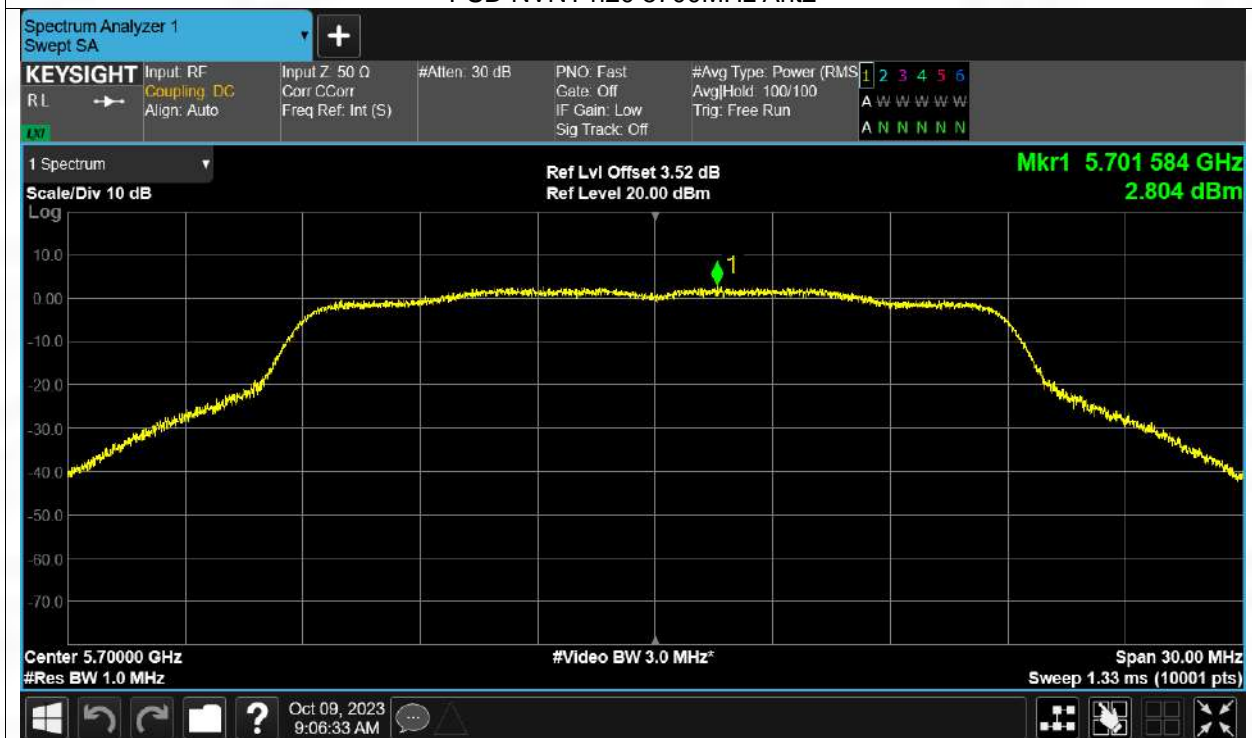 Spectrum Analyzer 1
Swept SA
KEYSIGHT
RL
LXI
Input: RF
Coupling: DC
Align: Auto
Input Z: 50 Ω
Corr CCorr
Freq Ref: Int (S)
#Atten: 30 dB
PNO: Fast
Gate: Off
IF Gain: Low
Sig Track: Off
#Avg Type: Power (RMS
Avg|Hold: 100/100
Trig: Free Run
1 2 3 4 5 6
A W W W W W
A N N N N N
1 Spectrum
Scale/Div 10 dB
Log
Ref Lvl Offset 3.52 dB
Ref Level 20.00 dBm
Mkr1 5.701 584 GHz
2.804 dBm
1
10.0
0.00
-10.0
-20.0
-30.0
-40.0
-50.0
-60.0
-70.0
Center 5.70000 GHz
#Res BW 1.0 MHz
#Video BW 3.0 MHz*
Span 30.00 MHz
Sweep 1.33 ms (10001 pts)
?
Oct 09, 2023
9:06:33 AM